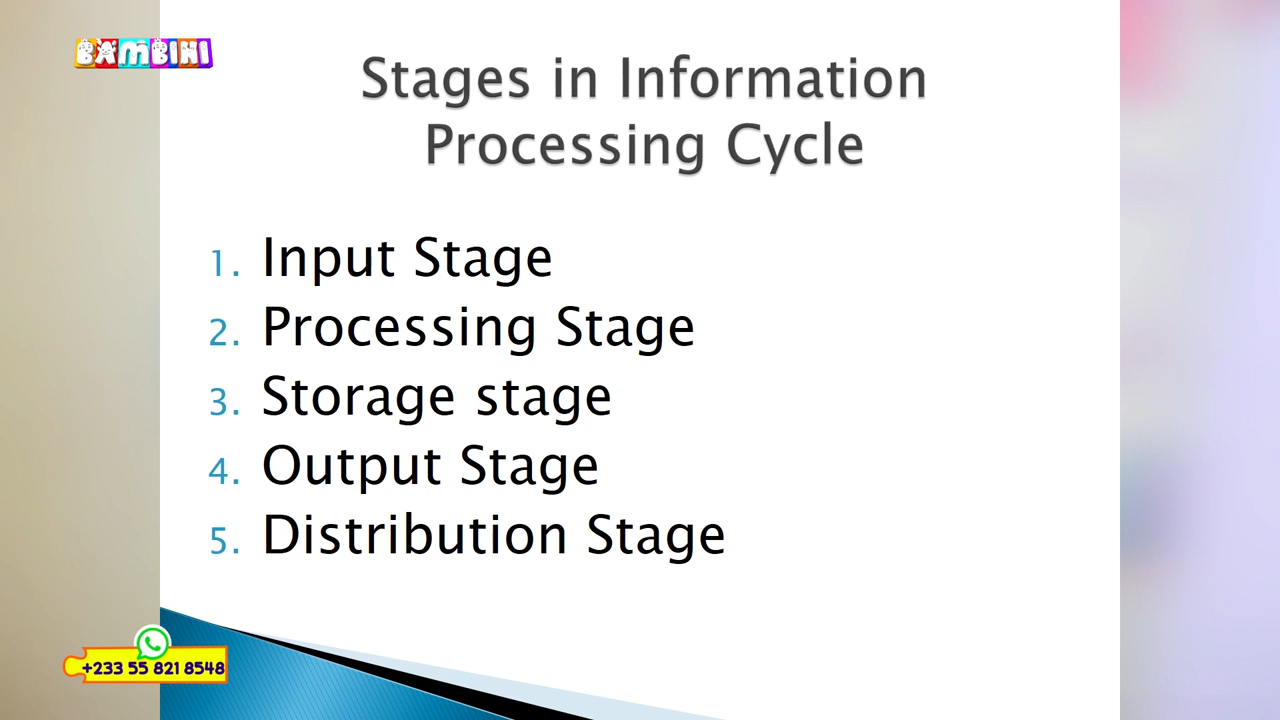 BAMBINI
Stages in Information
Processing Cycle
1. Input Stage
2. Processing Stage
3. Storage stage
4. Output Stage
5. Distribution Stage
+233 55 821 8548